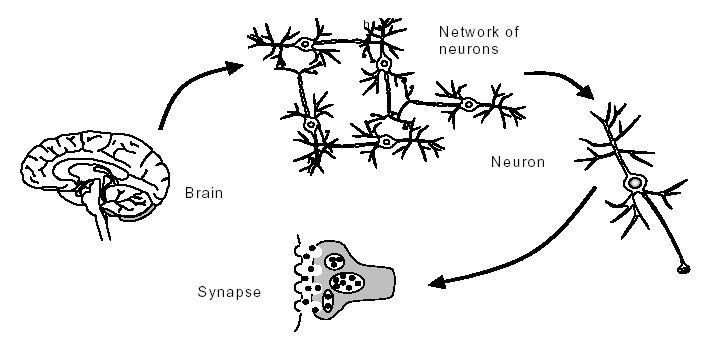 Network of
neurons
Neuron
Brain
Synapse